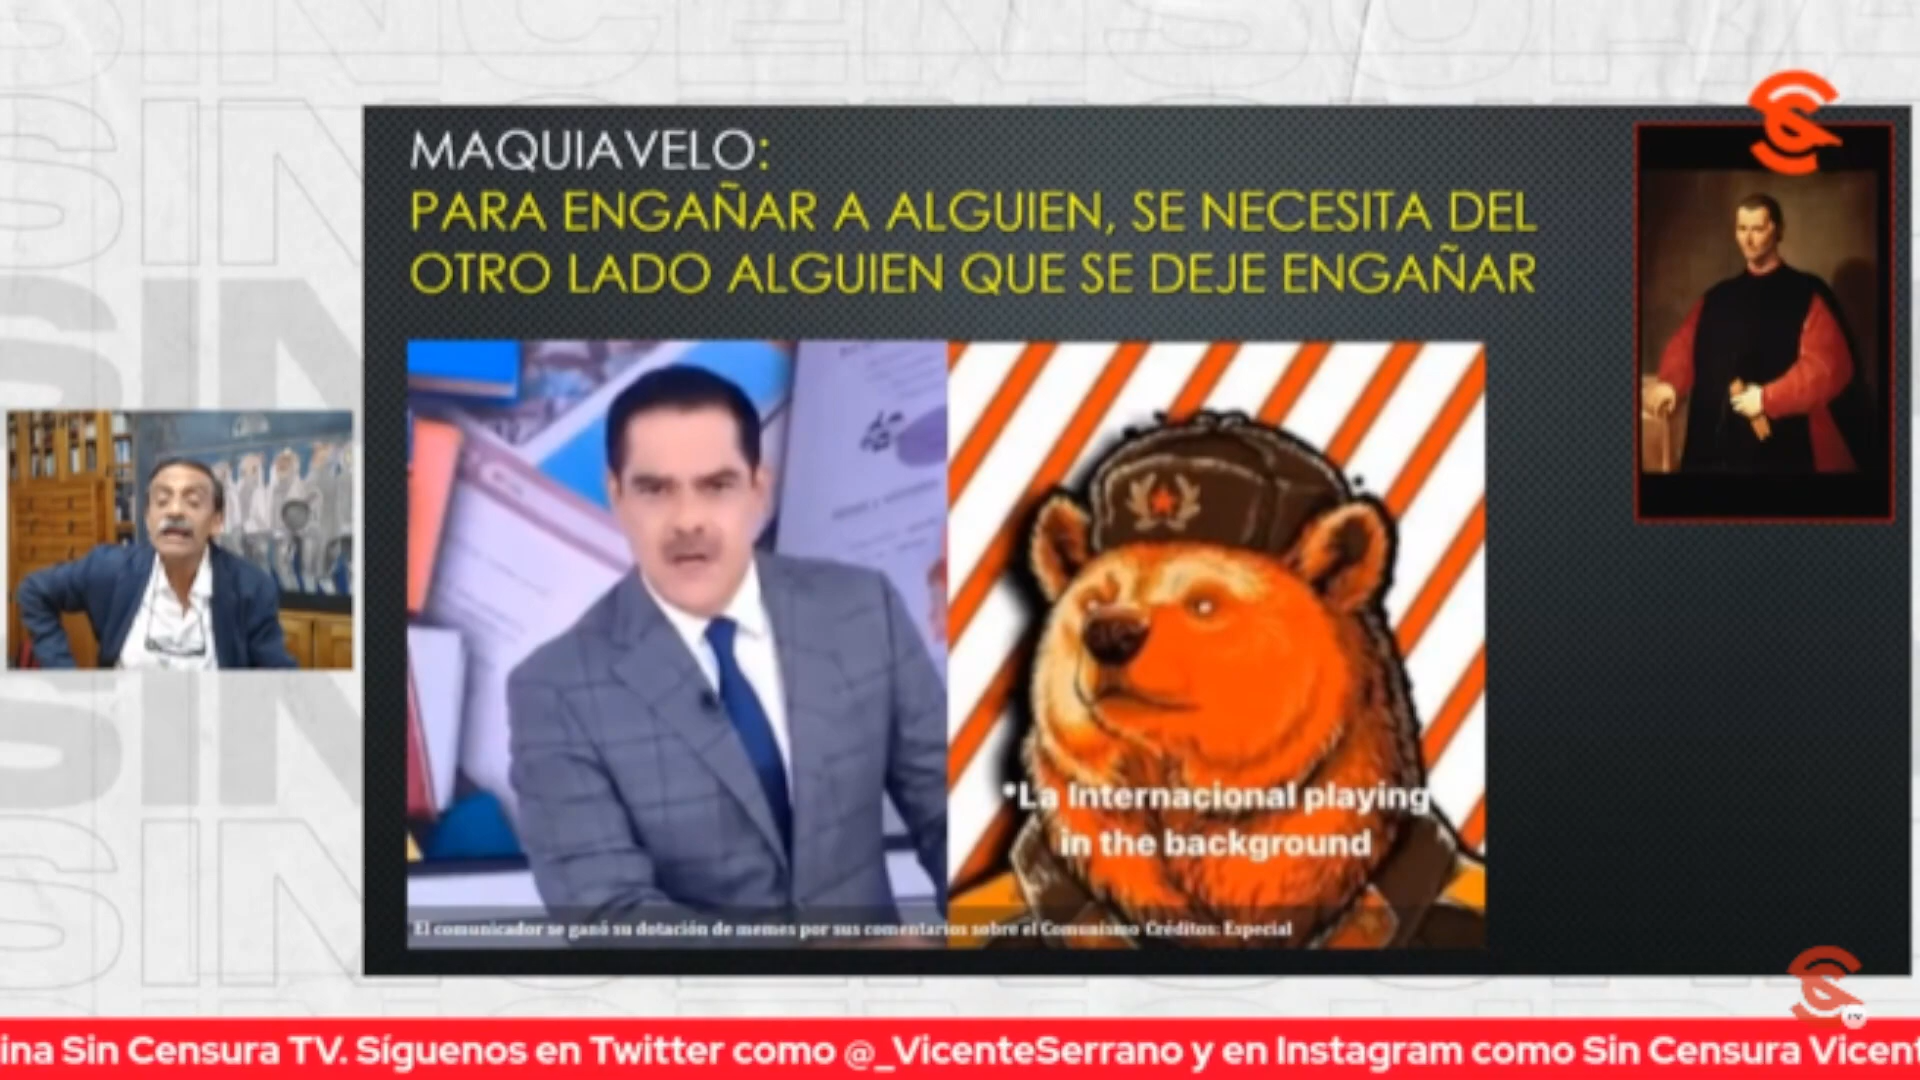 MAQUIAVELO:
PARA ENGAÑAR A ALGUIEN, SE NECESITA DEL
OTRO LADO ALGUIEN QUE SE DEJE ENGAÑAR
*La Internacional playing
in the background
El comunicador se ganó su dotación de memes por sus comentarios sobre el Comunismo Créditos: Especial
TV
ina Sin Censura TV. Síguenos en Twitter como @_VicenteSerrano y en Instagram como Sin Censura Vicent